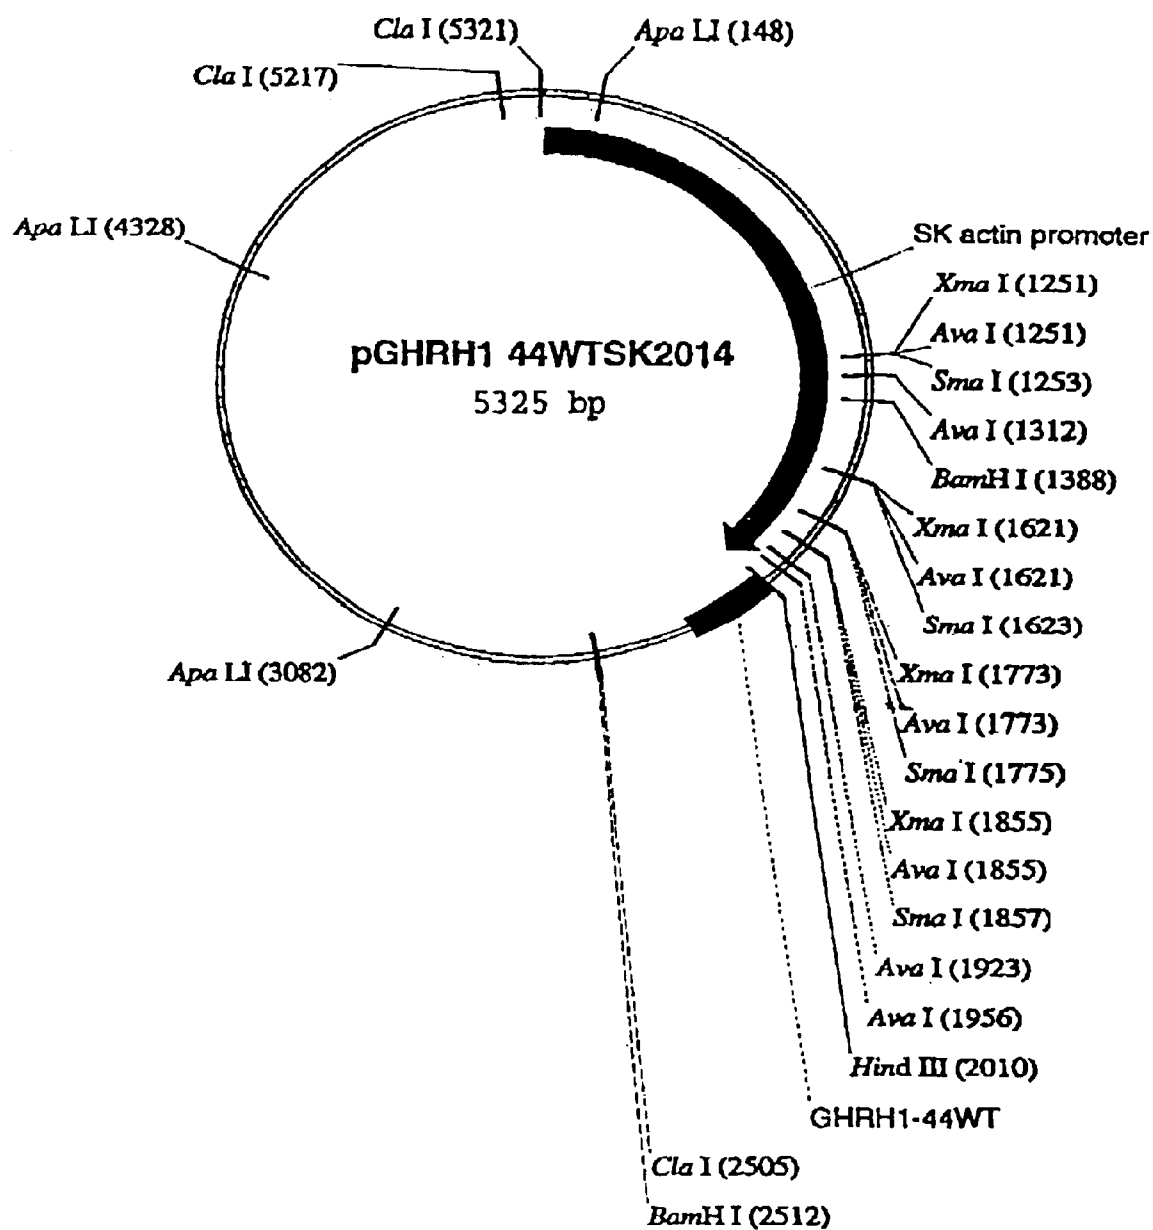 Cla I (5321)
Apa LI (148)
Cla I (5217)
Apa LI (4328)
SK actin promoter
Xma I (1251)
Ava I (1251)
pGHRH1 44WTSK2014
Sma I (1253)
5325 bp
Ava I (1312)
BamH I (1388)
Xma I (1621)
Ava I (1621)
Sma I (1623)
Apa LI (3082)
Xma I (1773)
Ava I (1773)
Sma I (1775)
Xma I (1855)
Ava I (1855)
Sma I (1857)
Ava I (1923)
Ava I (1956)
Hind III (2010)
GHRH1-44WT
Cla I (2505)
BamH I (2512)